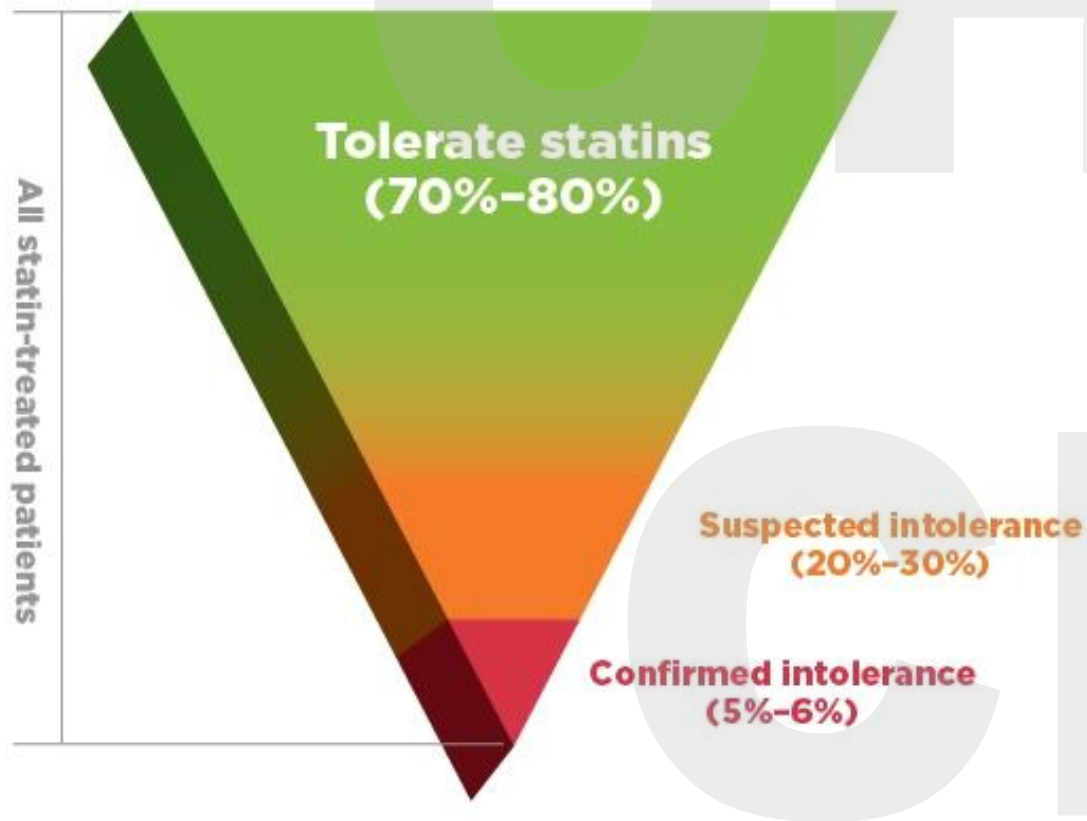 Tolerate statins
(70%–80%)
All statin-treated patients
Suspected intolerance
(20%–30%)
Confirmed intolerance
(5%–6%)